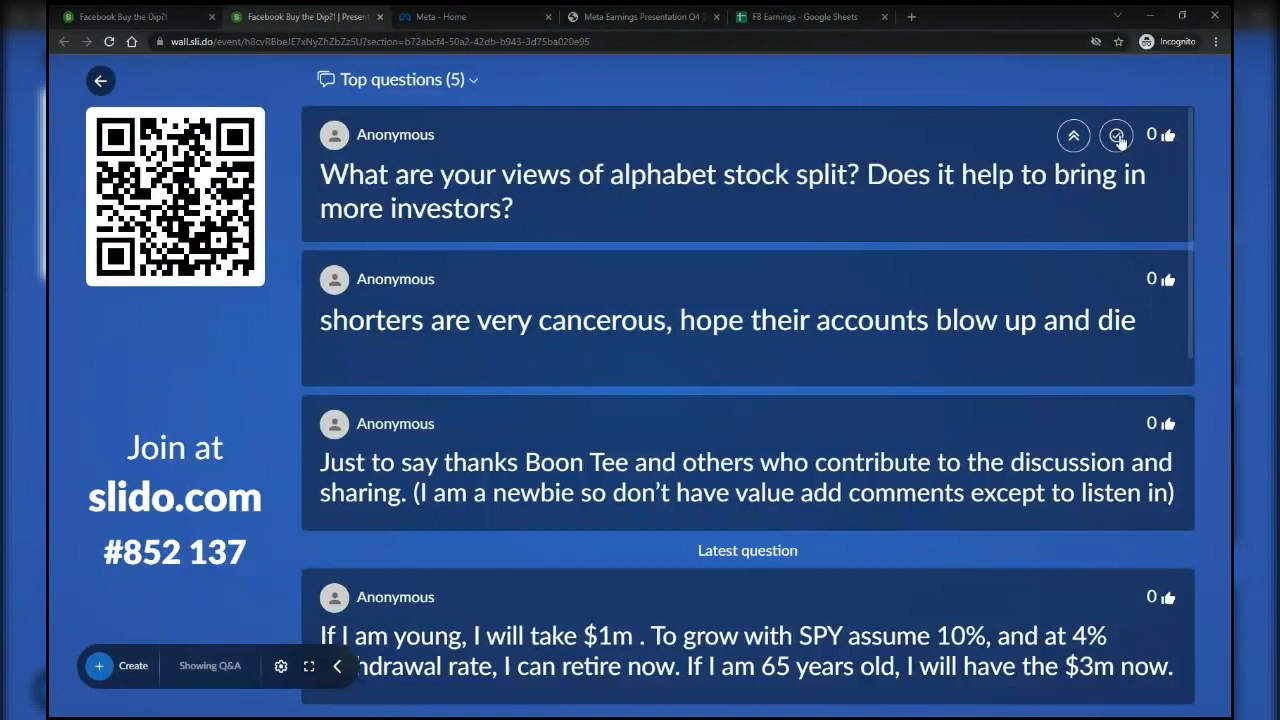 Facebook Buy the Dip?!
Facebook Buy the Dip?! | Present
Meta - Home
Meta Earnings Presentation Q4 2
FB Earnings - Google Sheets
wall.sli.do/event/h8cvRBbeJE7xNyZhZbZz5U?section=b72abcf4-50a2-42db-b943-3d75ba020e95
Incognito
Top questions (5)
Anonymous
0
What are your views of alphabet stock split? Does it help to bring in
more investors?
Anonymous
0
shorters are very cancerous, hope their accounts blow up and die
Anonymous
0
Just to say thanks Boon Tee and others who contribute to the discussion and
sharing. (I am a newbie so don't have value add comments except to listen in)
Join at
slido.com
#852 137
Latest question
Anonymous
0
If I am young, I will take $1m . To grow with SPY assume 10%, and at 4%
hdrawal rate, I can retire now. If I am 65 years old, I will have the $3m now.
Create
Showing Q&A